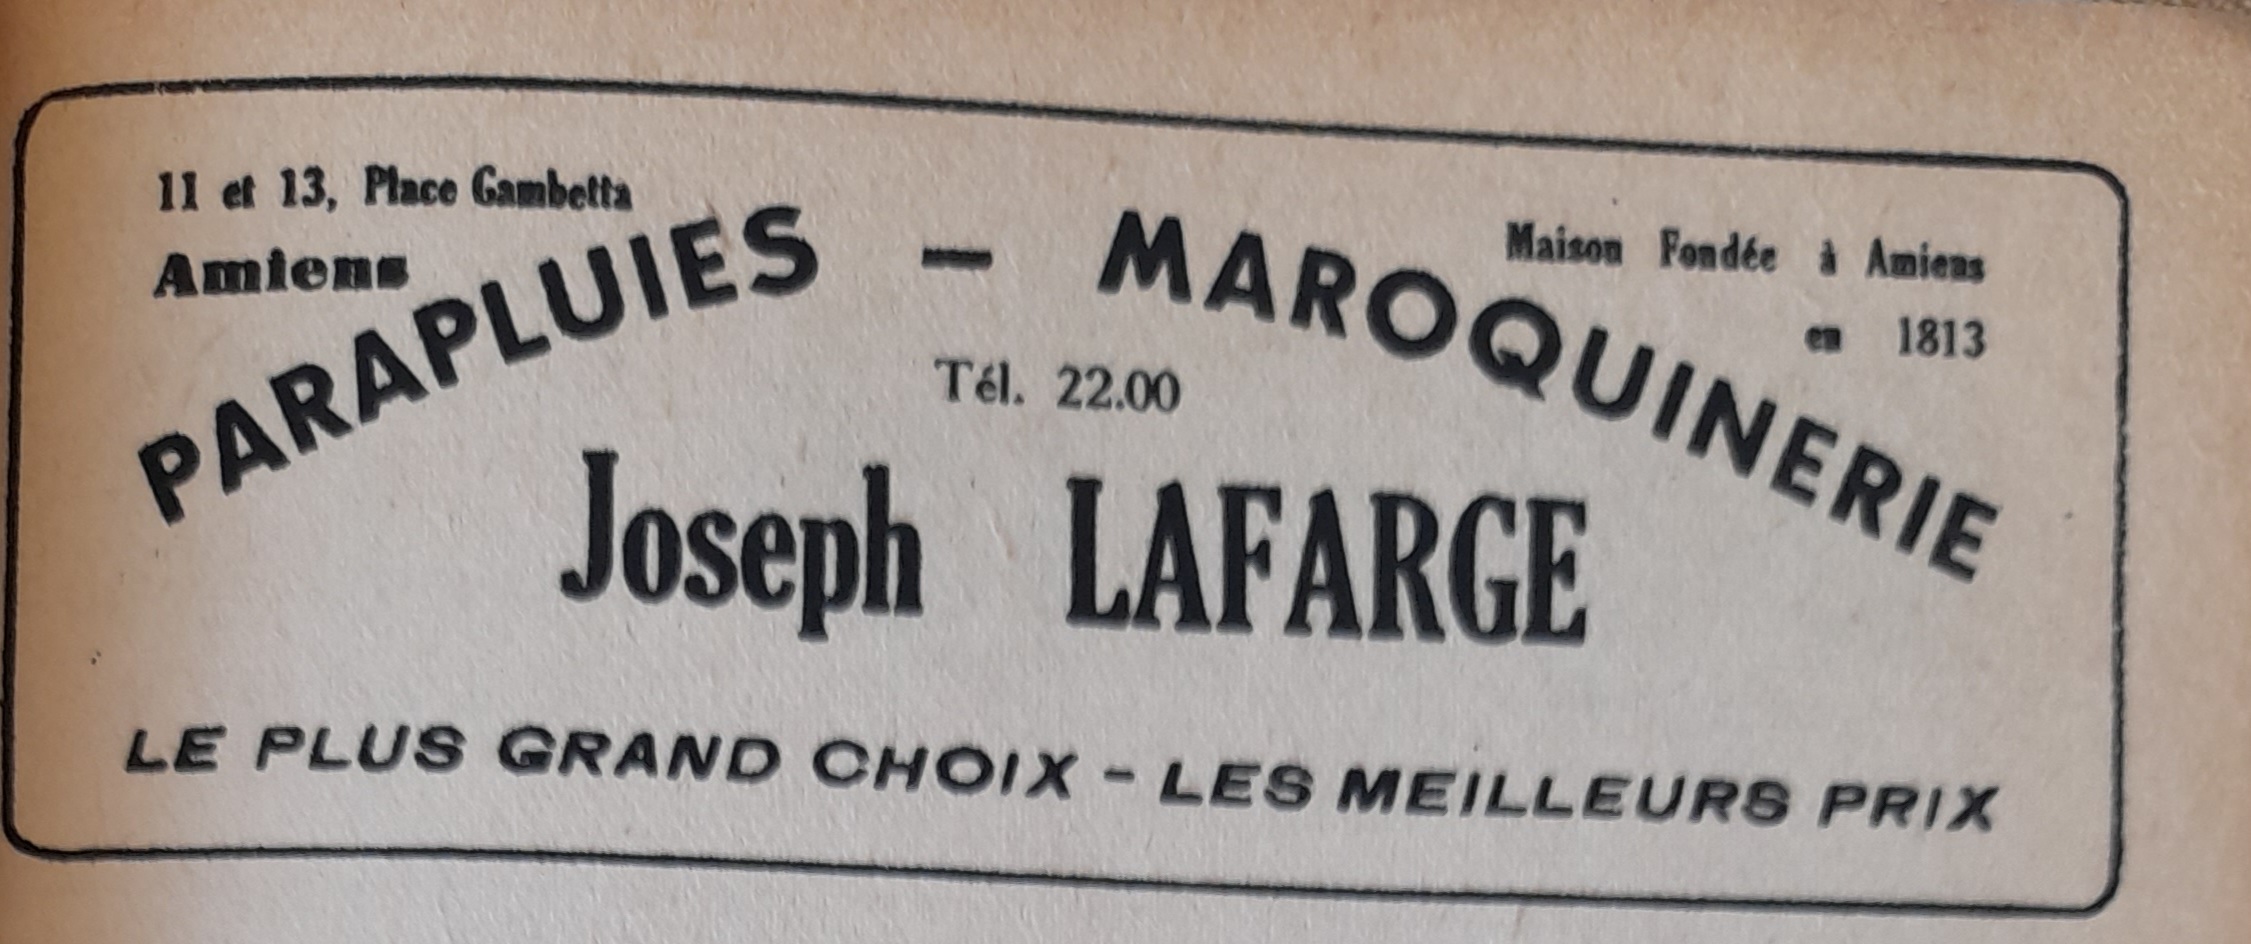 11 et 13, Place Gambetta
Amiens
Maison Fondée à Amiens
en 1813
PARAPLUIES - MAROQUINERIE
Tél. 22.00
Joseph LAFARGE
LE PLUS GRAND CHOIX - LES MEILLEURS PRIX